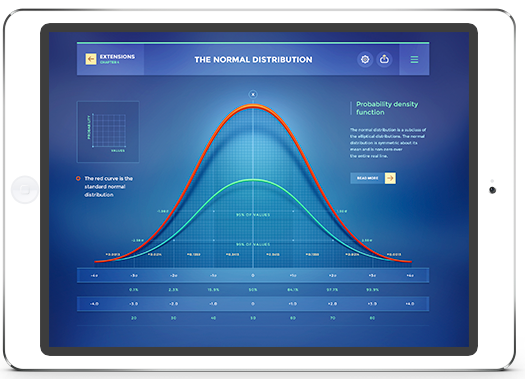 EXTENSIONS
CHAPTER 4
THE NORMAL DISTRIBUTION
x
Probability density
function
PROBABILITY
VALUES
The normal distribution is a subclass of
the elliptical distributions. The normal
distribution is symmetric about its
mean and is non-zero over
the entire real line.
The red curve is the
standard normal
distribution
READ MORE
95% OF VALUES
99% OF VALUES
-4σ -3σ -2σ -1σ 0 +1σ +2σ +3σ +4σ
0.1% 2.3% 15.9% 50% 84.1% 97.7% 99.9%
-4.0 -3.0 -2.0 -1.0 0 +1.0 +2.0 +3.0 +4.0
20 30 40 50 60 70 80